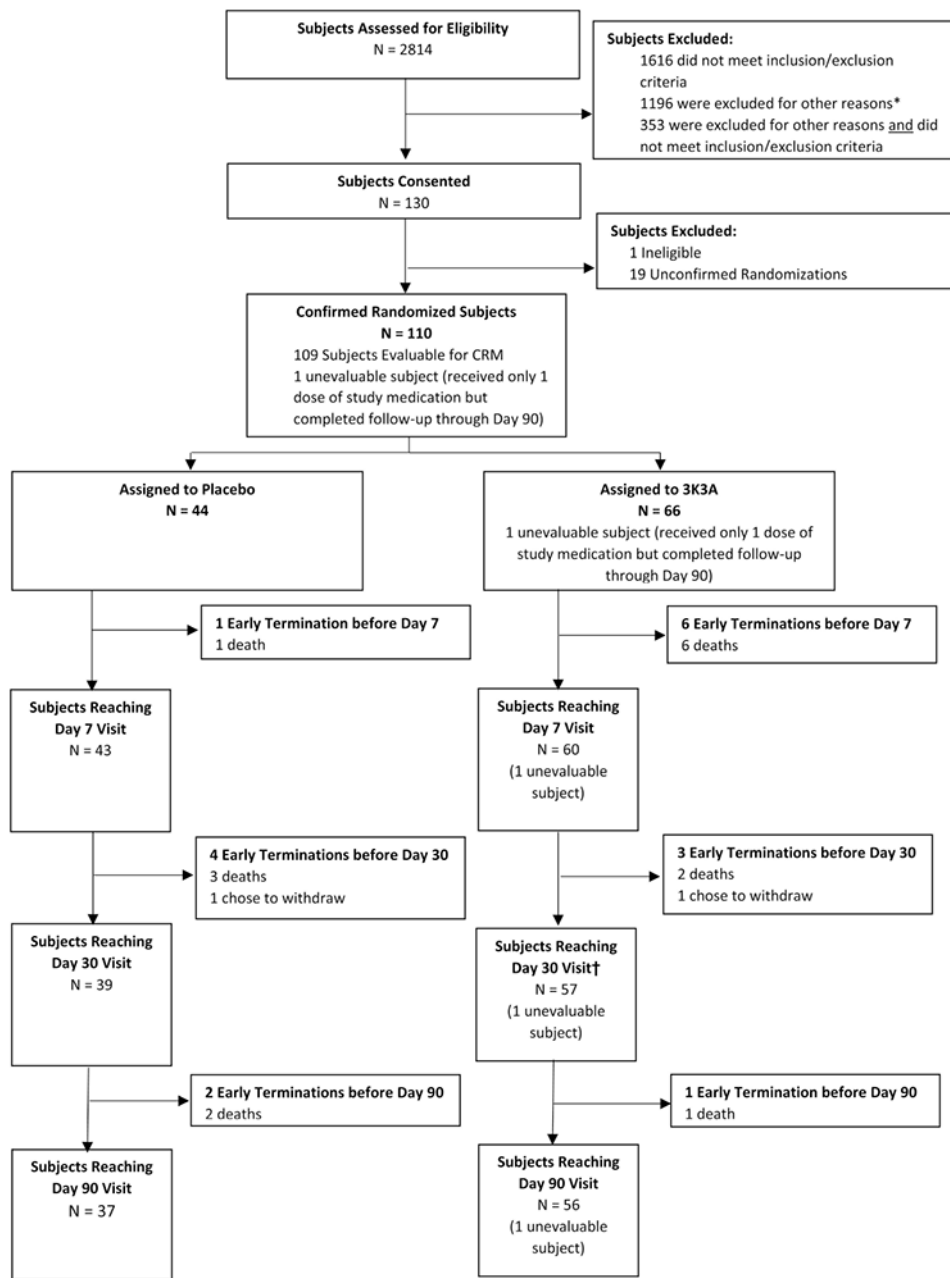 Subjects Assessed for Eligibility
N = 2814
Subjects Excluded:
1616 did not meet inclusion/exclusion
criteria
1196 were excluded for other reasons*
353 were excluded for other reasons and did
not meet inclusion/exclusion criteria
Subjects Consented
N = 130
Subjects Excluded:
1 Ineligible
19 Unconfirmed Randomizations
Confirmed Randomized Subjects
N = 110
109 Subjects Evaluable for CRM
1 unevaluable subject (received only 1
dose of study medication but
completed follow-up through Day 90)
Assigned to Placebo
N = 44
Assigned to 3K3A
N = 66
1 unevaluable subject (received only 1 dose of
study medication but completed follow-up
through Day 90)
1 Early Termination before Day 7
1 death
6 Early Terminations before Day 7
6 deaths
Subjects Reaching
Day 7 Visit
N = 43
Subjects Reaching
Day 7 Visit
N = 60
(1 unevaluable
subject)
4 Early Terminations before Day 30
3 deaths
1 chose to withdraw
3 Early Terminations before Day 30
2 deaths
1 chose to withdraw
Subjects Reaching
Day 30 Visit
N = 39
Subjects Reaching
Day 30 Visit†
N = 57
(1 unevaluable
subject)
2 Early Terminations before Day 90
2 deaths
1 Early Termination before Day 90
1 death
Subjects Reaching
Day 90 Visit
N = 37
Subjects Reaching
Day 90 Visit
N = 56
(1 unevaluable
subject)